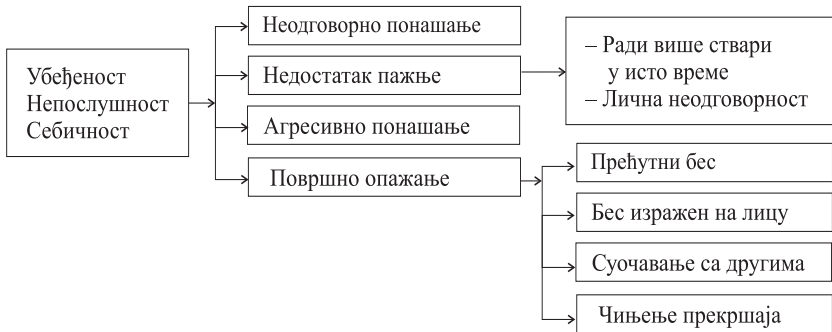 Убеђеност
Непослушност
Себичност
Неодговорно понашање
Недостатак пажње
Агресивно понашање
Површно опажање
– Ради више ствари
у исто време
– Лична неодговорност
Прећутни бес
Бес изражен на лицу
Суочавање са другима
Чињење прекршаја